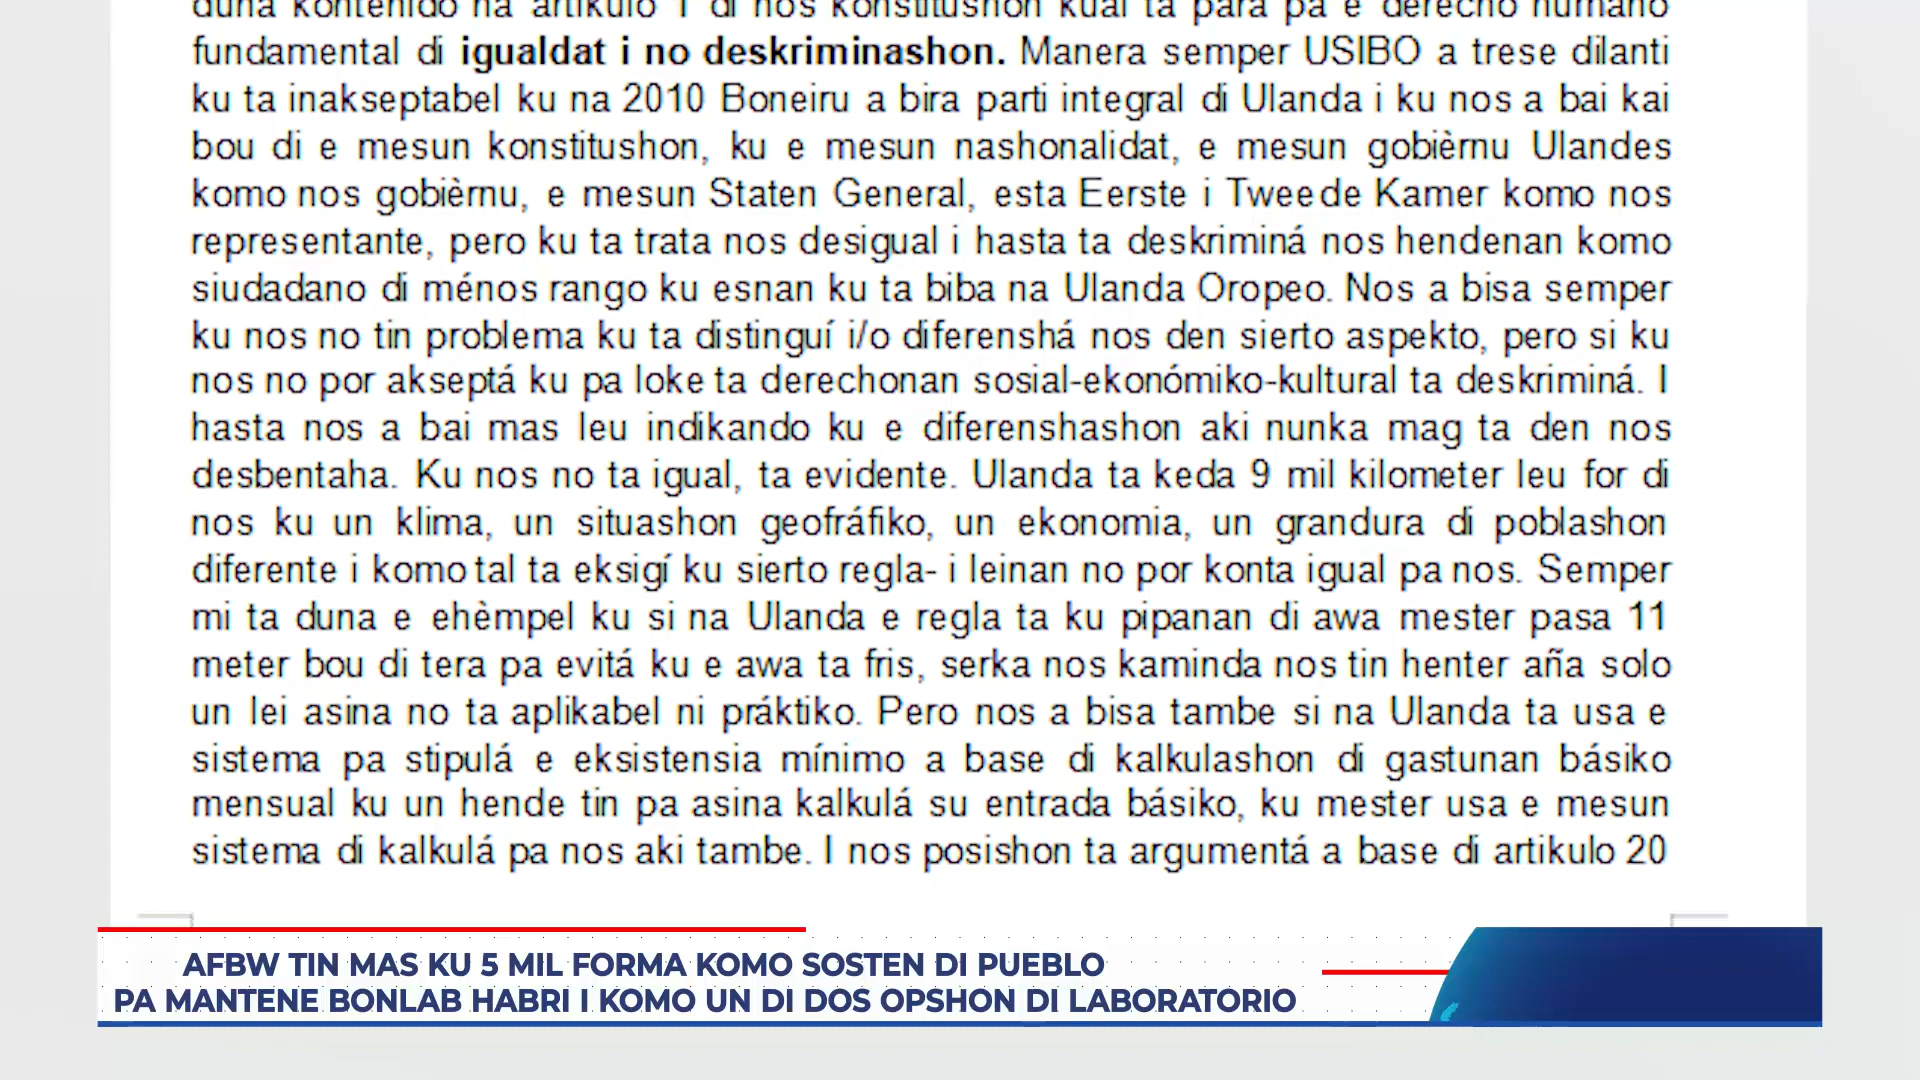 duna kontenido na artíkulo 1 di nos konstitushon kual ta para pa e derecho humano
fundamental di igualdat i no deskriminashon. Manera semper USIBO a trese dilanti
ku ta inakseptabel ku na 2010 Boneiru a bira parti integral di Ulanda i ku nos a bai kai
bou di e mesun konstitushon, ku e mesun nashonalidat, e mesun gobièrnu Ulandes
komo nos gobièrnu, e mesun Staten General, esta Eerste i Tweede Kamer komo nos
representante, pero ku ta trata nos desigual i hasta ta deskriminá nos hendenan komo
siudadano di ménos rango ku esnan ku ta biba na Ulanda Oropeo. Nos a bisa semper
ku nos no tin problema ku ta distinguí i/o diferenshá nos den sierto aspekto, pero si ku
nos no por akseptá ku pa loke ta derechonan sosial-ekonómiko-kultural ta deskriminá. I
hasta nos a bai mas leu indikando ku e diferenshashon aki nunka mag ta den nos
desbentaha. Ku nos no ta igual, ta evidente. Ulanda ta keda 9 mil kilometer leu for di
nos ku un klima, un situashon geofráfiko, un ekonomia, un grandura di poblashon
diferente i komo tal ta eksigí ku sierto regla- i leinan no por konta igual pa nos. Semper
mi ta duna e ehèmpel ku si na Ulanda e regla ta ku pipanan di awa mester pasa 11
meter bou di tera pa evitá ku e awa ta fris, serka nos kaminda nos tin henter aña solo
un lei asina no ta aplikabel ni práktiko. Pero nos a bisa tambe si na Ulanda ta usa e
sistema pa stipulá e eksistensia mínimo a base di kalkulashon di gastunan básiko
mensual ku un hende tin pa asina kalkulá su entrada básiko, ku mester usa e mesun
sistema di kalkulá pa nos aki tambe. I nos posishon ta argumentá a base di artikulo 20
AFBW TIN MAS KU 5 MIL FORMA KOMO SOSTEN DI PUEBLO
PA MANTENE BONLAB HABRI I KOMO UN DI DOS OPSHON DI LABORATORIO